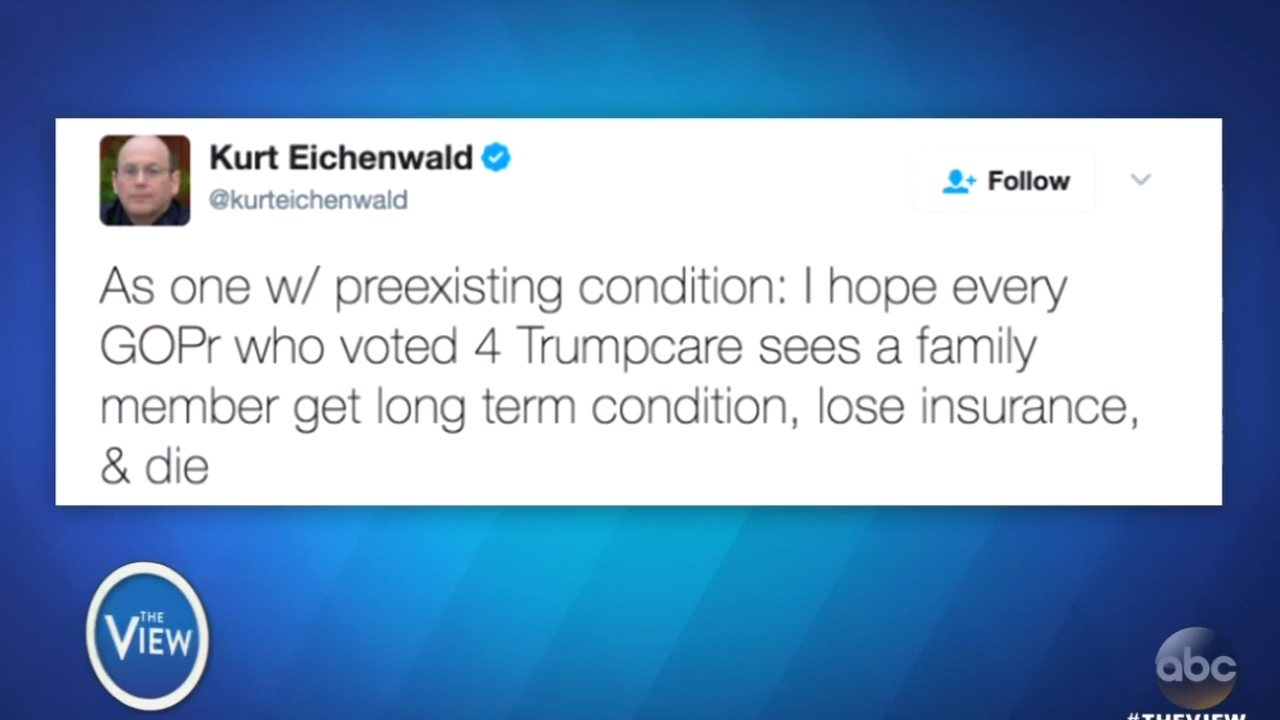 Kurt Eichenwald
@kurteichenwald
Follow
As one w/ preexisting condition: I hope every
GOPr who voted 4 Trumpcare sees a family
member get long term condition, lose insurance,
& die
THE
VIEW
abc
#THEVIEW